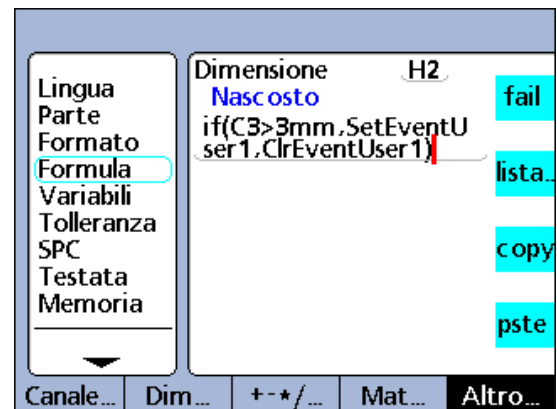 Lingua
Parte
Formato
Formula
Variabili
Tolleranza
SPC
Testata
Memoria
Dimensione H2
Nascosto
if(C3>3mm,SetEventU
ser1,ClrEventUser1)
fail
lista..
copy
pste
Canale... Dim... +-*/... Mat... Altro...